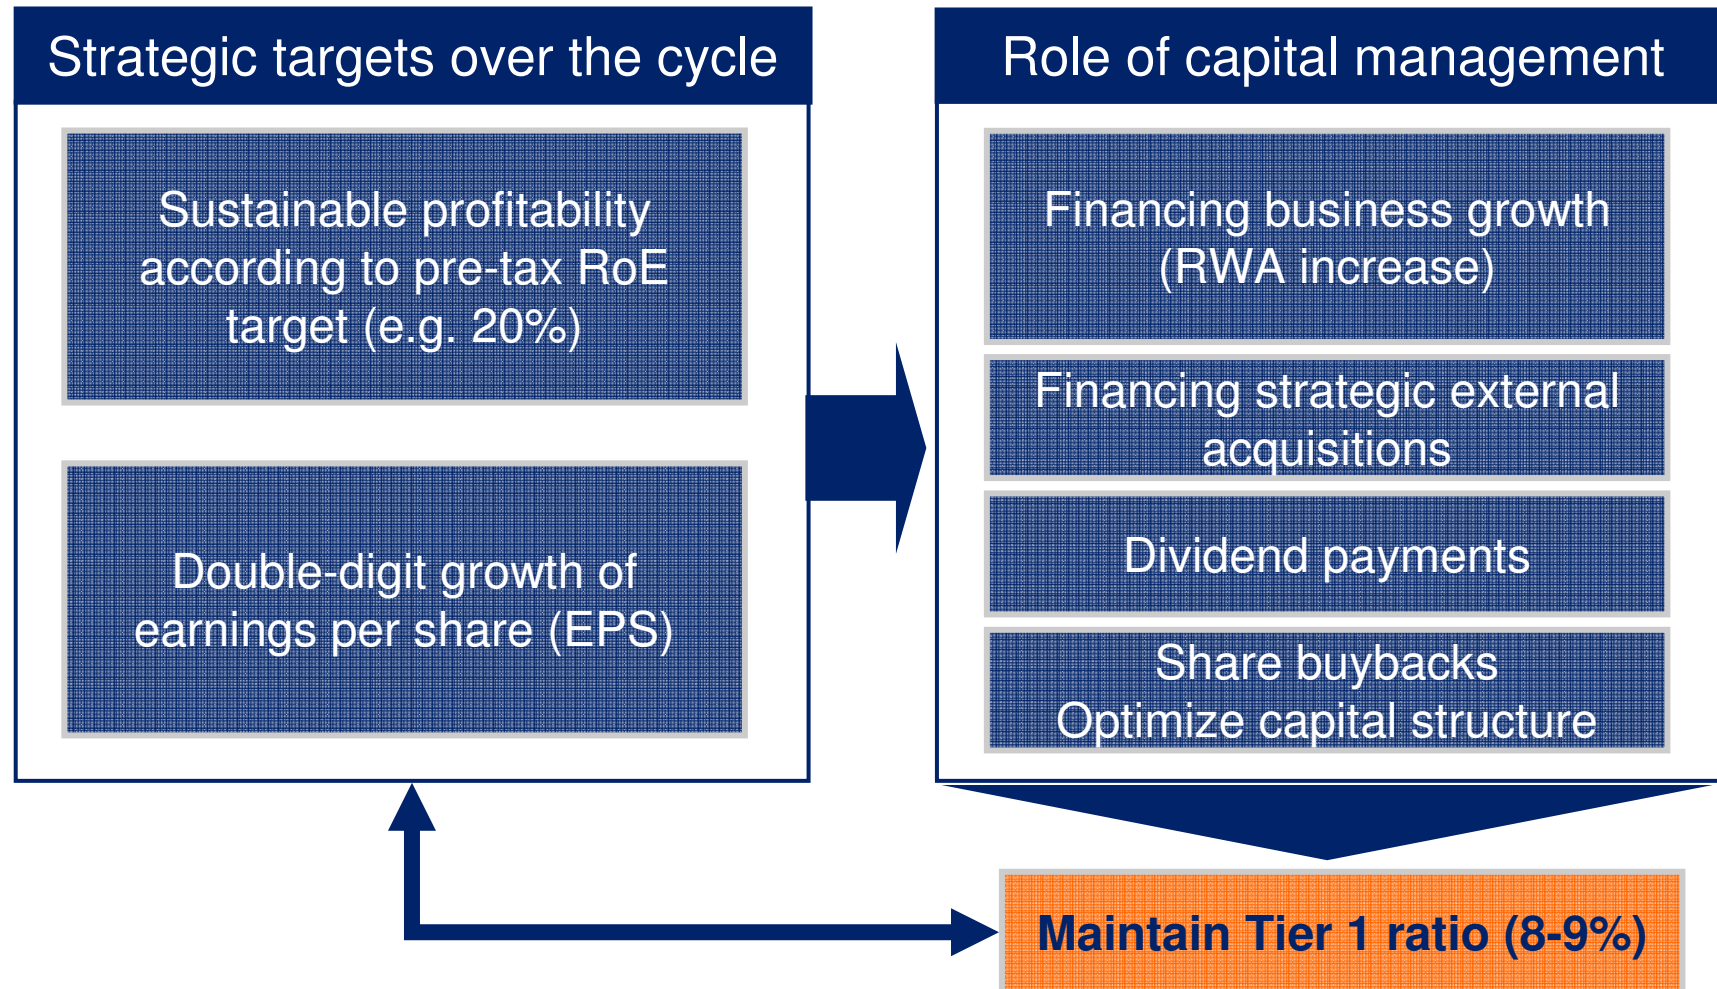 Strategic targets over the cycle
Sustainable profitability
according to pre-tax RoE
target (e.g. 20%)
Double-digit growth of
earnings per share (EPS)
Role of capital management
Financing business growth
(RWA increase)
Financing strategic external
acquisitions
Dividend payments
Share buybacks
Optimize capital structure
Maintain Tier 1 ratio (8-9%)